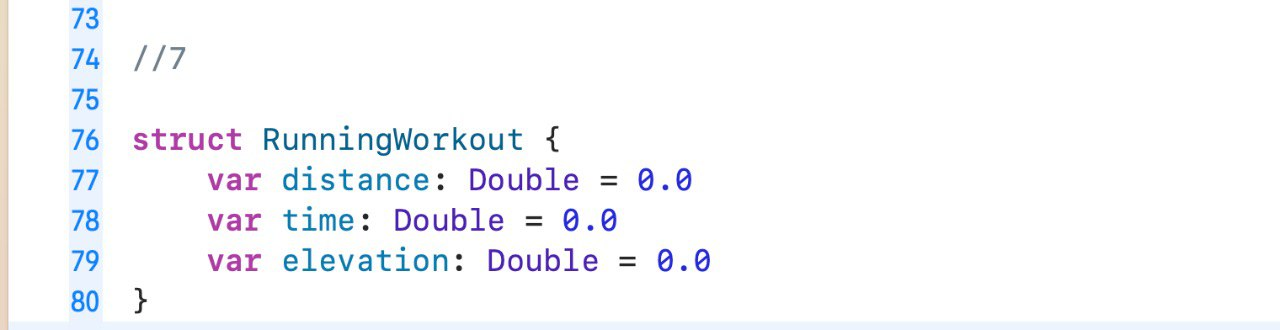 73
74 //7
75
76 struct RunningWorkout {
77     var distance: Double = 0.0
78     var time: Double = 0.0
79     var elevation: Double = 0.0
80 }